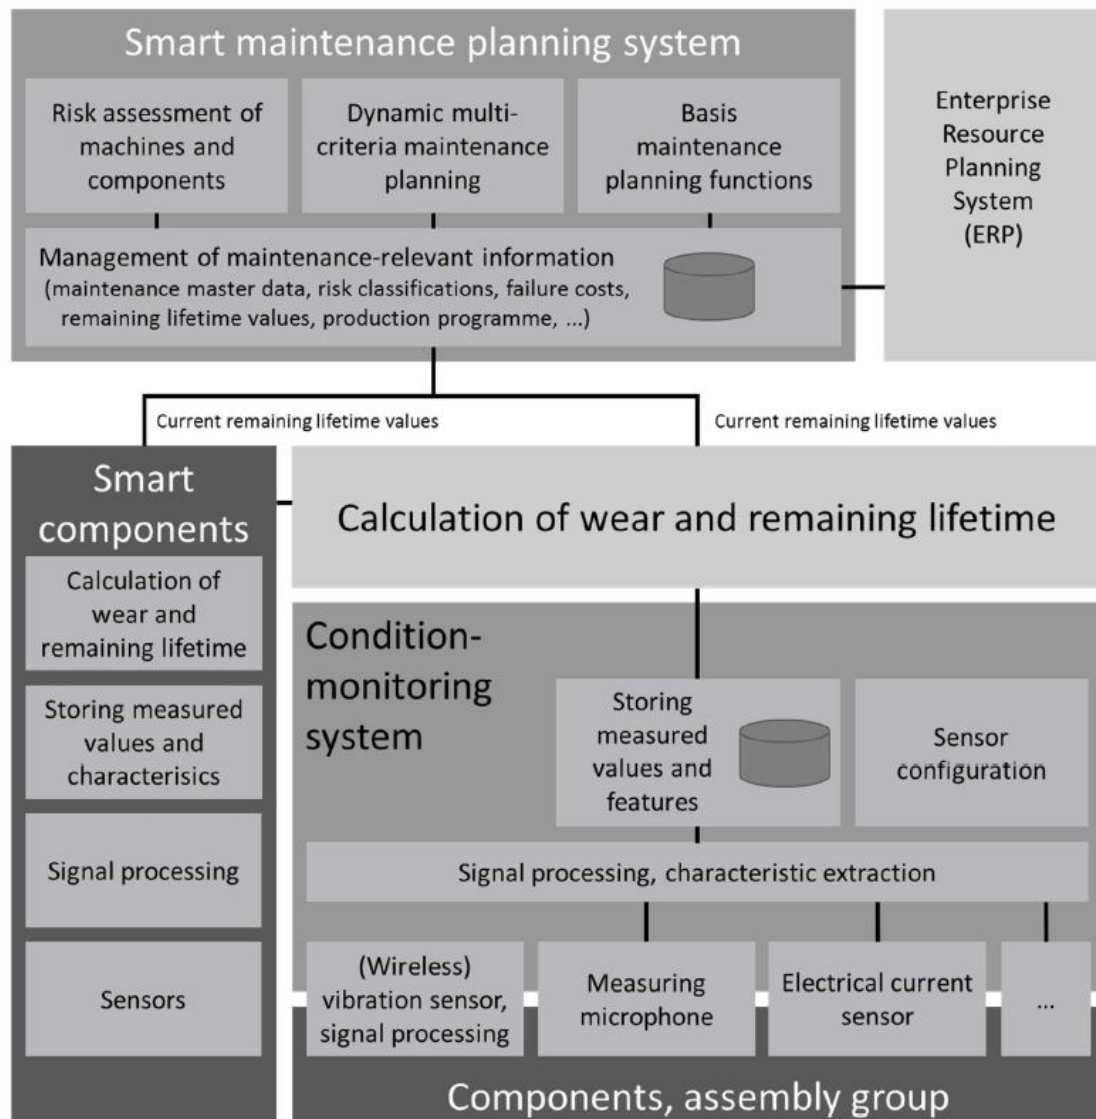 Smart maintenance planning system
Risk assessment of
machines and
components
Dynamic multi-
criteria maintenance
planning
Basis
maintenance
planning functions
Enterprise
Resource
Planning
System
(ERP)
Management of maintenance-relevant information
(maintenance master data, risk classifications, failure costs,
remaining lifetime values, production programme, ...)
Current remaining lifetime values
Current remaining lifetime values
Smart
components
Calculation of
wear and
remaining lifetime
Storing measured
values and
characterisics
Signal processing
Sensors
Calculation of wear and remaining lifetime
Condition-
monitoring
system
Storing
measured
values and
features
Sensor
configuration
Signal processing, characteristic extraction
(Wireless)
vibration sensor,
signal processing
Measuring
microphone
Electrical current
sensor
...
Components, assembly group